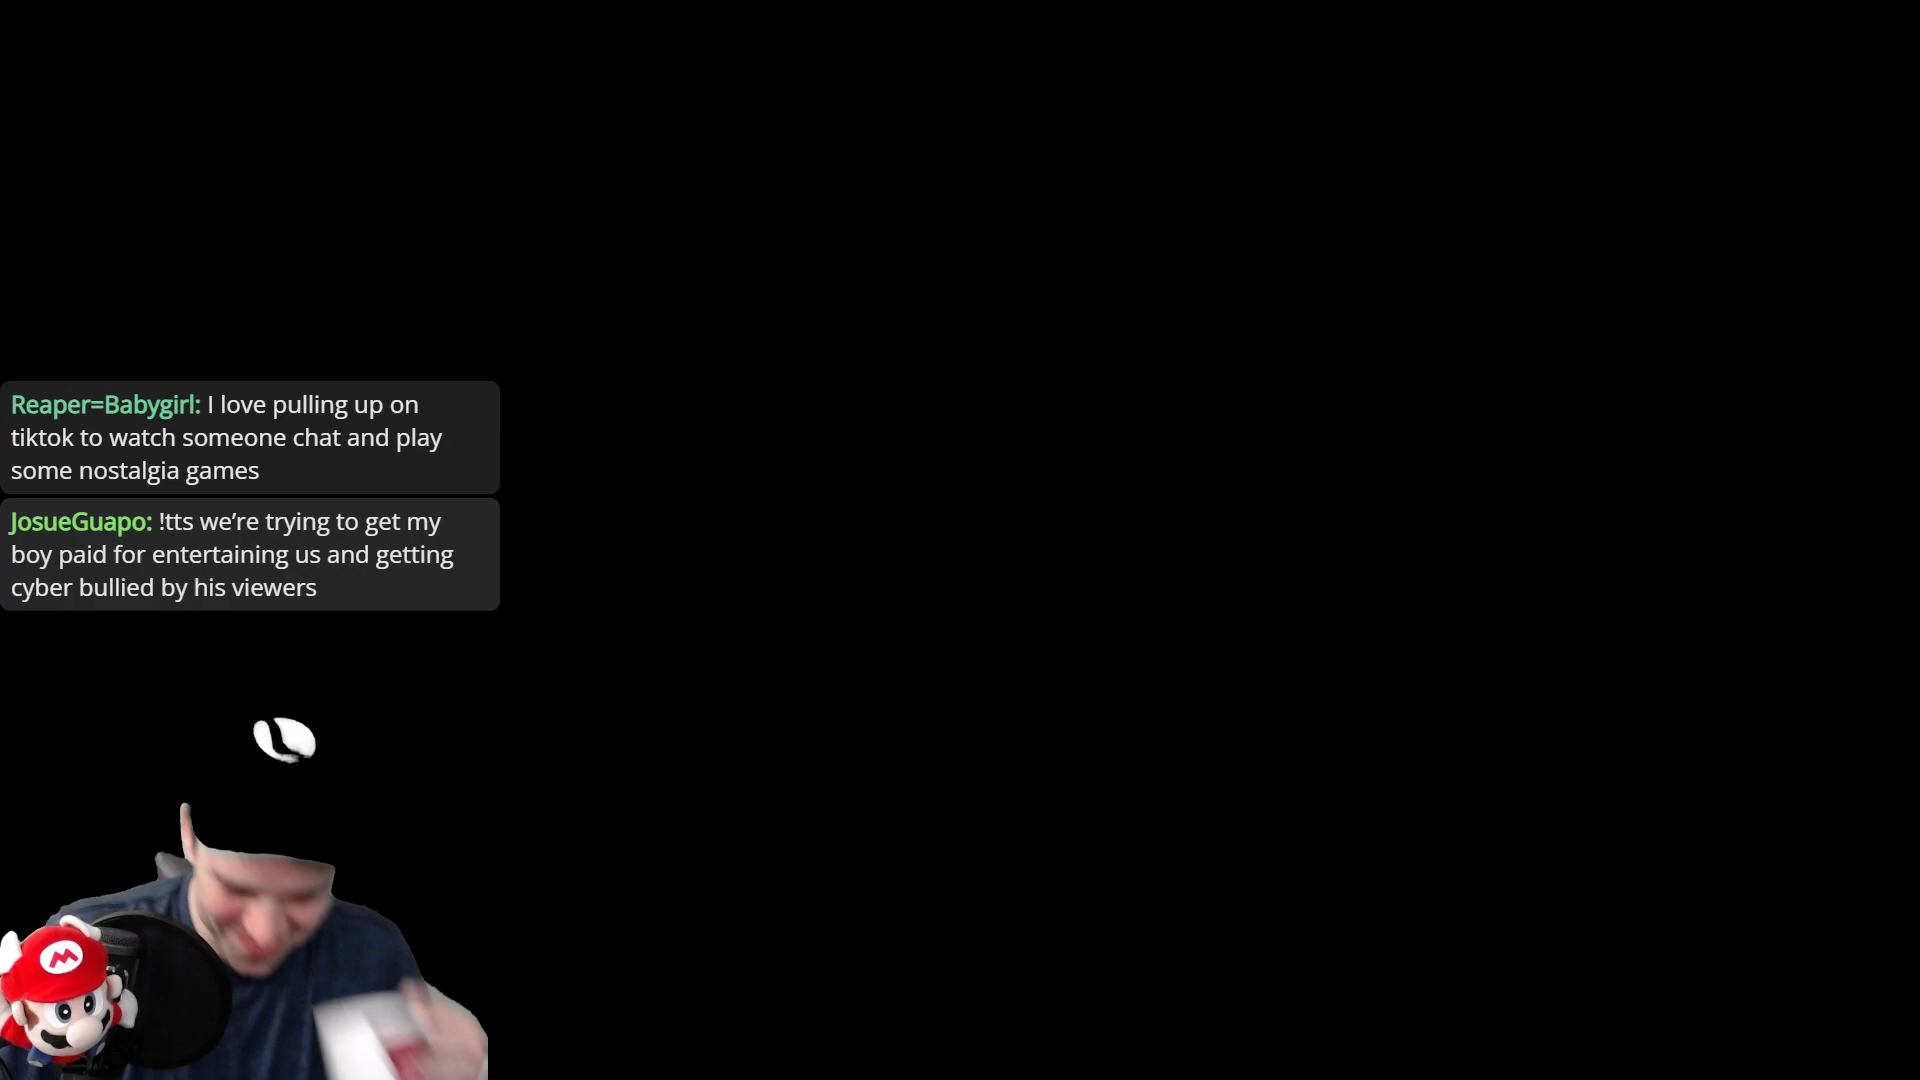 Reaper=Babygirl: I love pulling up on
tiktok to watch someone chat and play
some nostalgia games
JosueGuapo: !tts we’re trying to get my
boy paid for entertaining us and getting
cyber bullied by his viewers
M